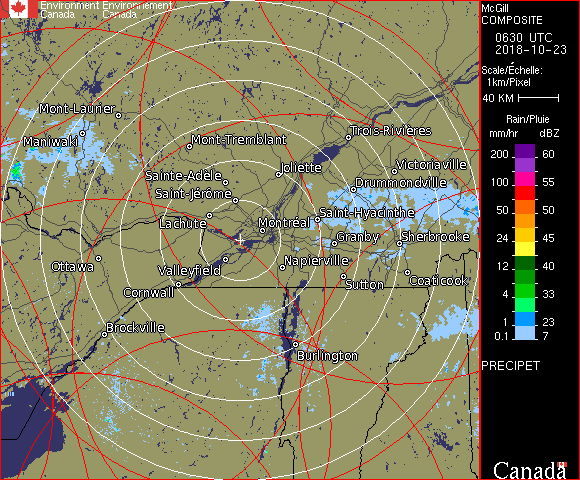 Environment Environnement
Canada Canada
McGill
COMPOSITE
0630 UTC
2018-10-23
Scale/Échelle:
1km/Pixel
40 KM
Rain/Pluie
mm/hr dBZ
200 60
150 57
100 55
50 50
24 45
12 40
4 33
1 23
0.1 7
PRECIPET
Canada
Mont-Laurier
Maniwaki
Mont-Tremblant
Trois-Rivières
Joliette
Victoriaville
Sainte-Adèle
Drummondville
Saint-Jérôme
Saint-Hyacinthe
Lachute
Montréal
Granby
Sherbrooke
Ottawa
Valleyfield
Napierville
Sutton
Coaticook
Cornwall
Brockville
Burlington